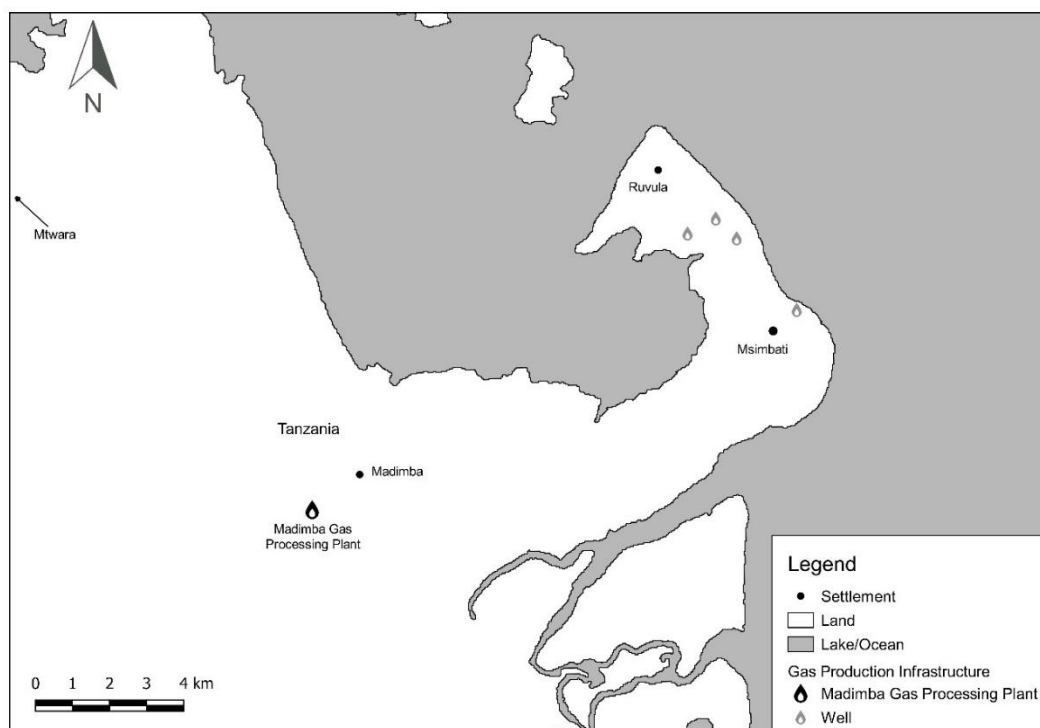 N
Ruvula
Mtwara
Msimbati
Tanzania
Madimba
Madimba Gas
Processing Plant
Legend
Settlement
Land
Lake/Ocean
Gas Production Infrastructure
Madimba Gas Processing Plant
Well
0 1 2 3 4 km